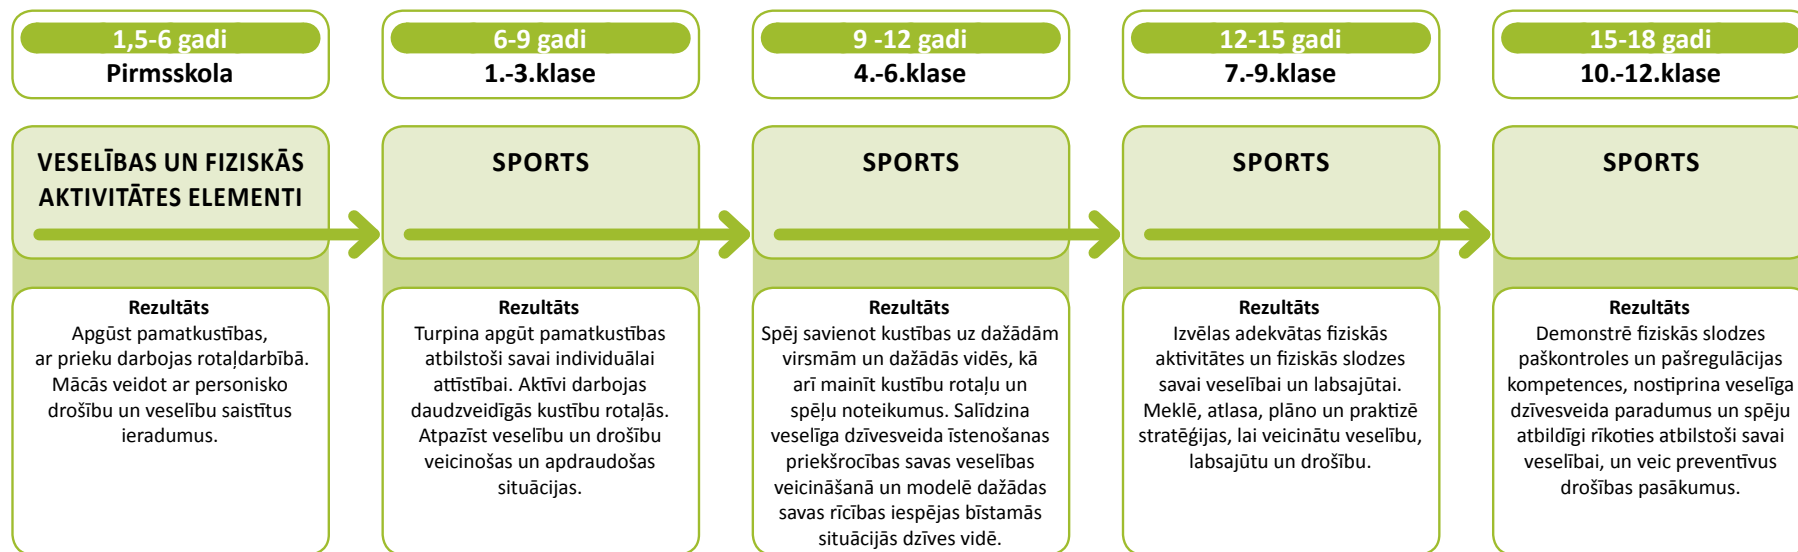 1,5-6 gadi
Pirmsskola
6-9 gadi
1.-3.klase
9 -12 gadi
4.-6.klase
12-15 gadi
7.-9.klase
15-18 gadi
10.-12.klase
VESELĪBAS UN FIZISKĀS
AKTIVITĀTES ELEMENTI
SPORTS
SPORTS
SPORTS
SPORTS
Rezultāts
Apgūst pamatkustības,
ar prieku darbojas rotaļdarbībā.
Mācās veidot ar personisko
drošību un veselību saistītus
ieradumus.
Rezultāts
Turpina apgūt pamatkustības
atbilstoši savai individuālai
attīstībai. Aktīvi darbojas
daudzveidīgās kustību rotaļās.
Atpazīst veselību un drošību
veicinošas un apdraudošas
situācijas.
Rezultāts
Spēj savienot kustības uz dažādām
virsmām un dažādās vidēs, kā
arī mainīt kustību rotaļu un
spēļu noteikumus. Salīdzina
veselīga dzīvesveida īstenošanas
priekšrocības savas veselības
veicināšanā un modelē dažādas
savas rīcības iespējas bīstamās
situācijās dzīves vidē.
Rezultāts
Izvēlas adekvātas fiziskās
aktivitātes un fiziskās slodzes
savai veselībai un labsajūtai.
Meklē, atlasa, plāno un praktizē
stratēģijas, lai veicinātu veselību,
labsajūtu un drošību.
Rezultāts
Demonstrē fiziskās slodzes
paškontroles un pašregulācijas
kompetences, nostiprina veselīga
dzīvesveida paradumus un spēju
atbildīgi rīkoties atbilstoši savai
veselībai, un veic preventīvus
drošības pasākumus.